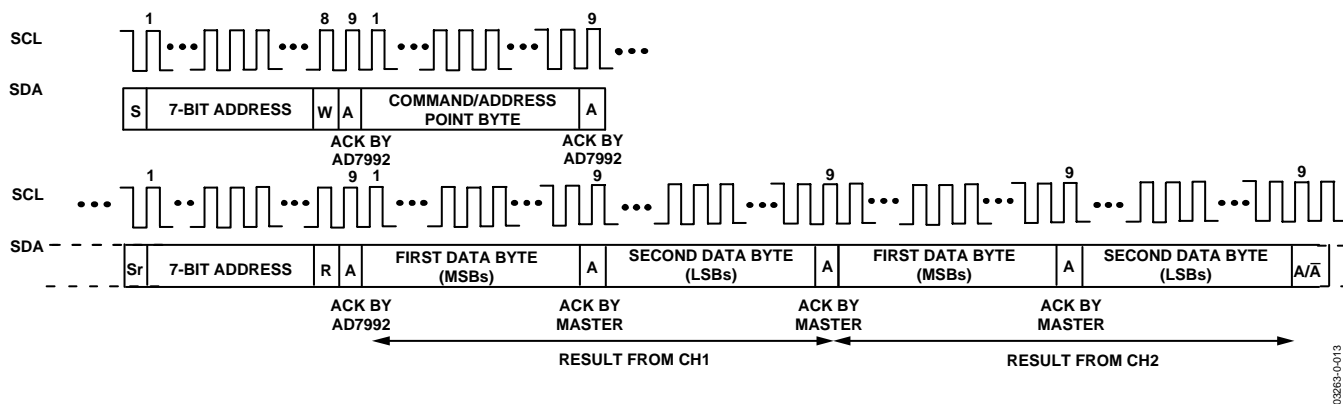 1 8 9 1 9
SCL
SDA
S 7-BIT ADDRESS W A COMMAND/ADDRESS POINT BYTE A
ACK BY AD7992 ACK BY AD7992
1 9 1 9 9 9 9
SCL
SDA
Sr 7-BIT ADDRESS R A FIRST DATA BYTE (MSBs) A SECOND DATA BYTE (LSBs) A FIRST DATA BYTE (MSBs) A SECOND DATA BYTE (LSBs) A/A̅
ACK BY AD7992 ACK BY MASTER ACK BY MASTER ACK BY MASTER
RESULT FROM CH1 RESULT FROM CH2
03263-0-013